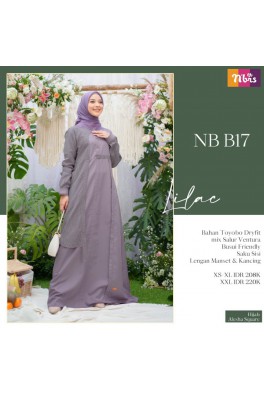 Nbrs
NB B17
Lilac
Bahan Toyobo Dryfit
mix Salur Ventura
Busui Friendly
Saku Sisi
Lengan Manset & Kancing
XS-XL IDR 208K
XXL IDR 220K
Hijab
Alesha Square